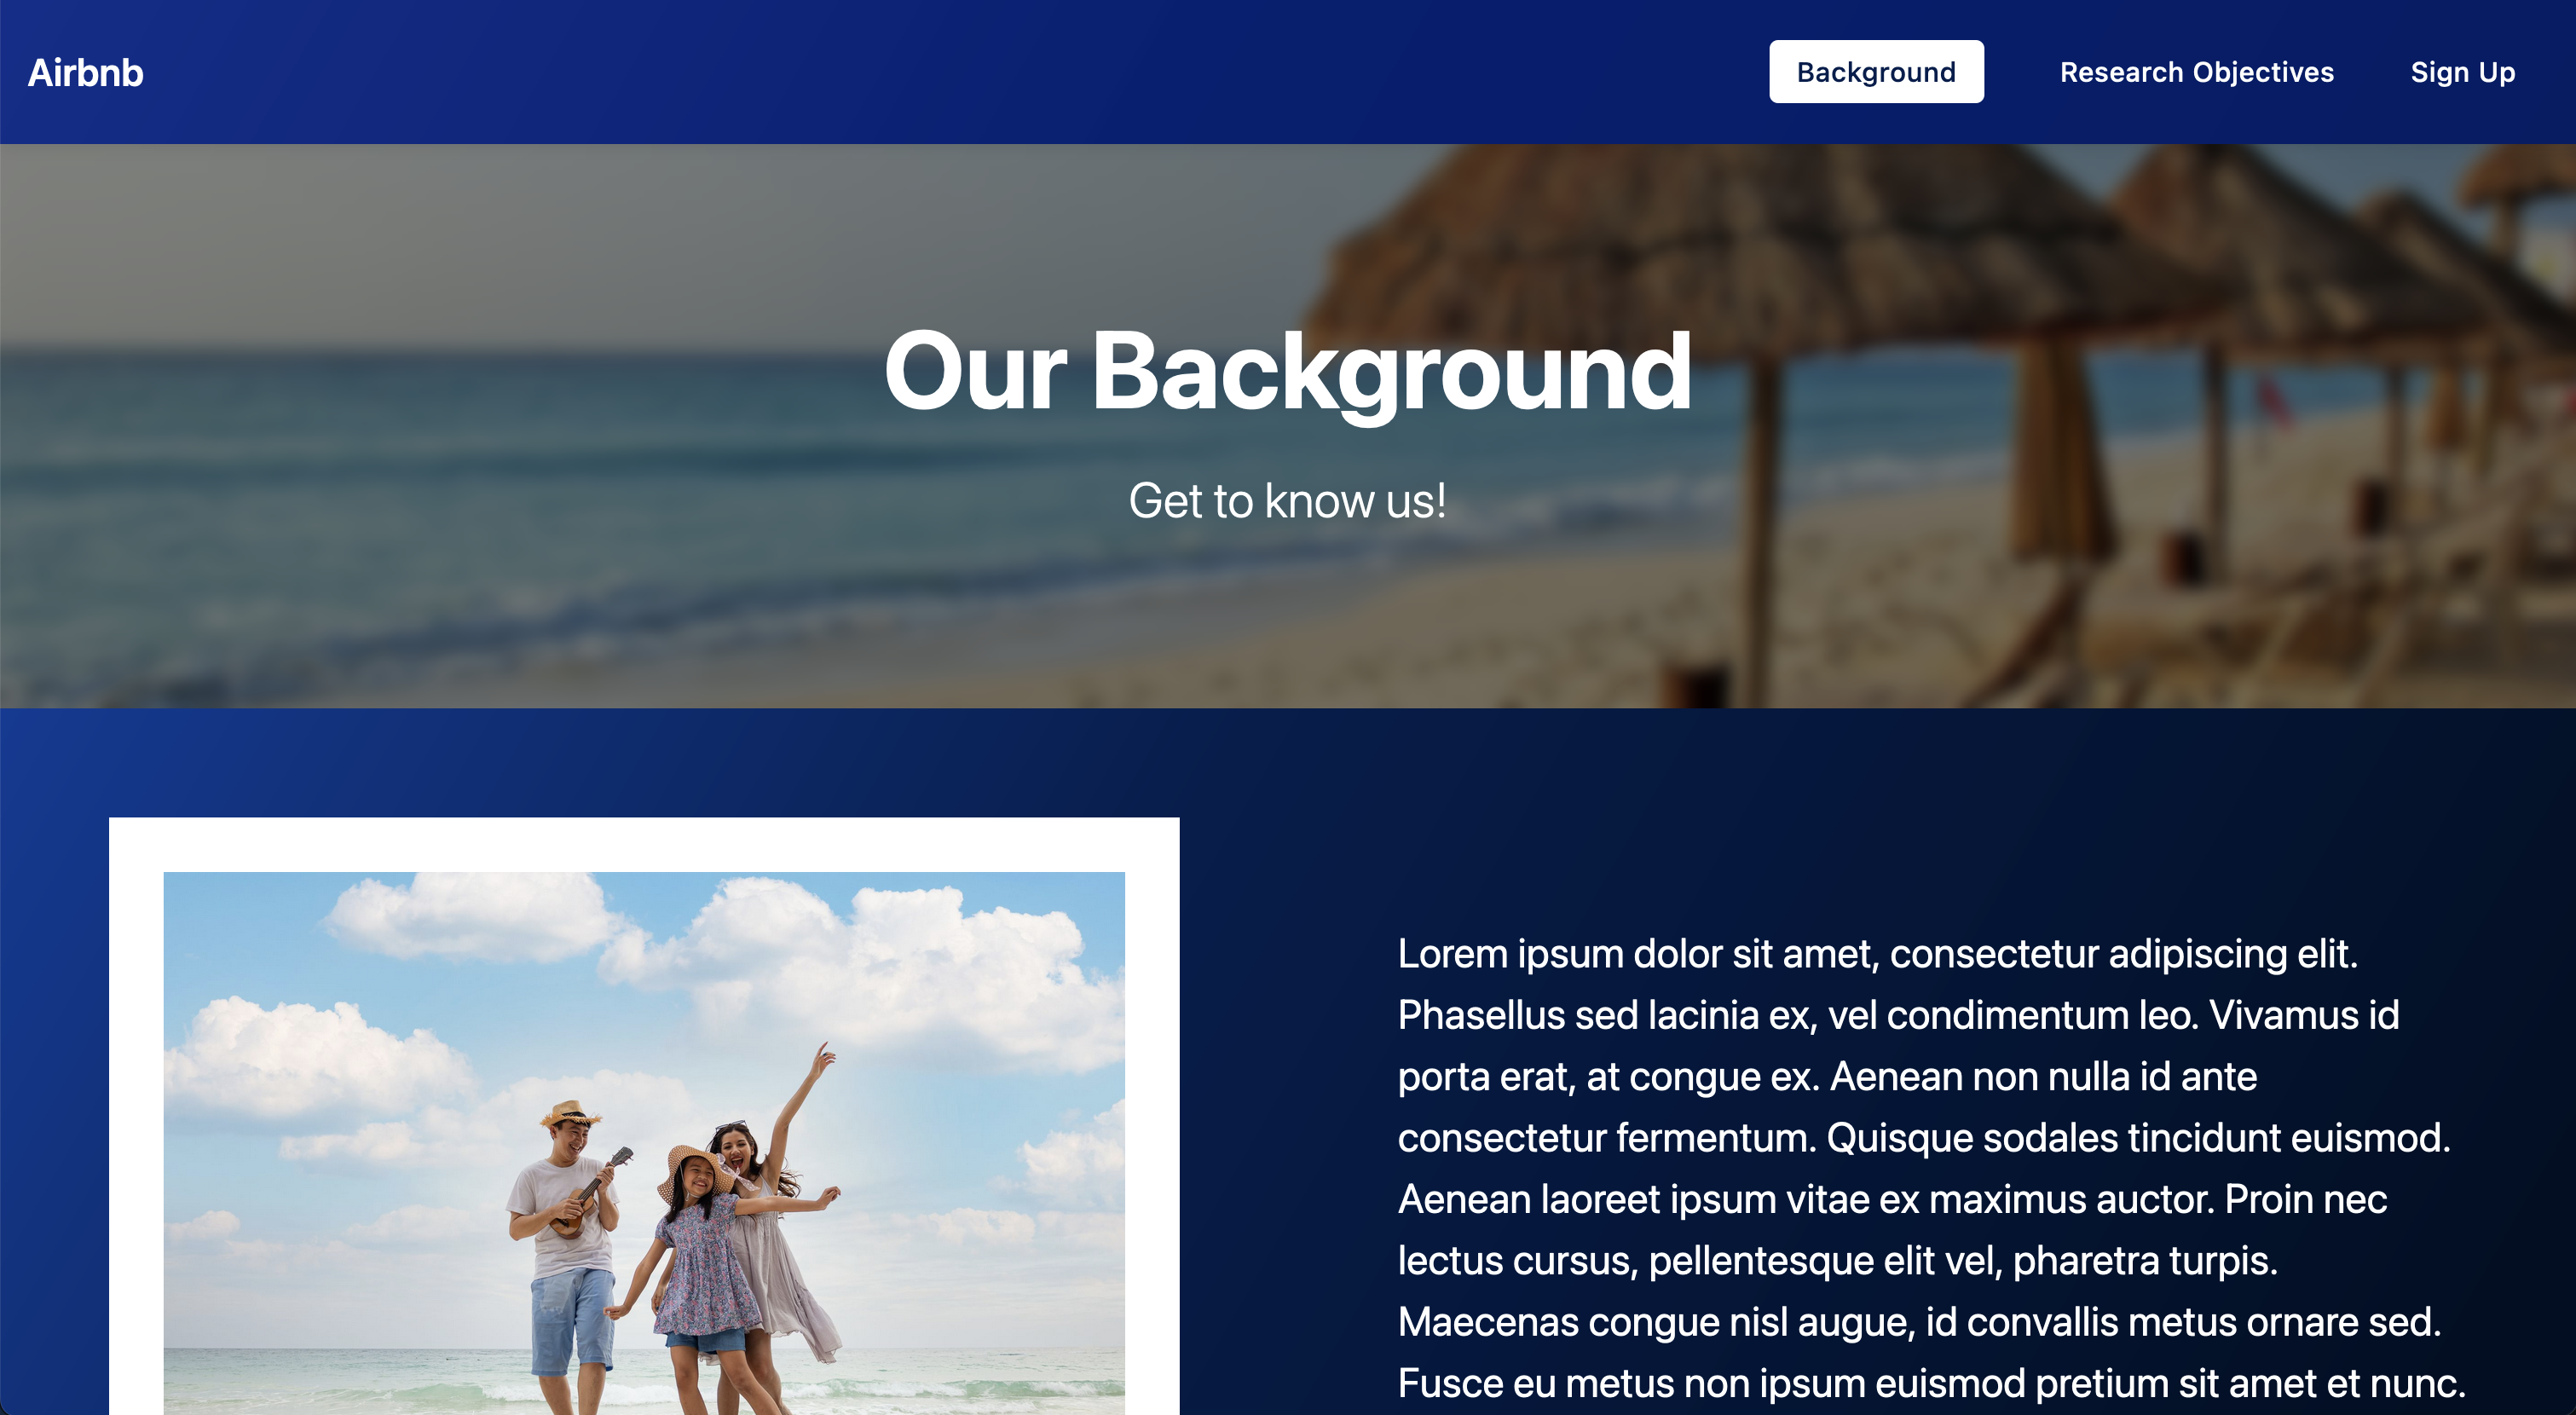 Airbnb
Background
Research Objectives
Sign Up
Our Background
Get to know us!
Lorem ipsum dolor sit amet, consectetur adipiscing elit.
Phasellus sed lacinia ex, vel condimentum leo. Vivamus id
porta erat, at congue ex. Aenean non nulla id ante
consectetur fermentum. Quisque sodales tincidunt euismod.
Aenean laoreet ipsum vitae ex maximus auctor. Proin nec
lectus cursus, pellentesque elit vel, pharetra turpis.
Maecenas congue nisl augue, id convallis metus ornare sed.
Fusce eu metus non ipsum euismod pretium sit amet et nunc.